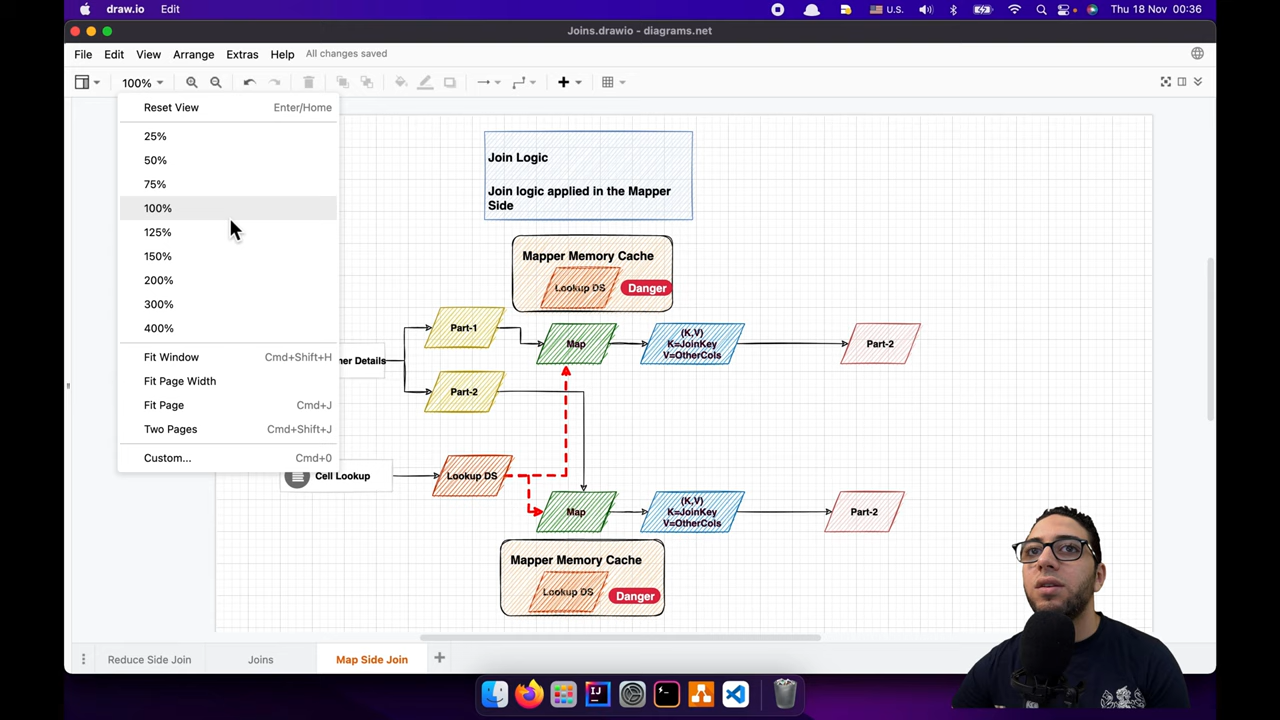 draw.io Edit
U.S.
Thu 18 Nov 00:36
Joins.drawio - diagrams.net
File Edit View Arrange Extras Help All changes saved
100%
Reset View Enter/Home
25%
50%
75%
100%
125%
150%
200%
300%
400%
Fit Window Cmd+Shift+H
Fit Page Width
Fit Page Cmd+J
Two Pages Cmd+Shift+J
Custom... Cmd+0
Join Logic
Join logic applied in the Mapper
Side
Mapper Memory Cache
Lookup DS
Danger
Part-1
Map
(K,V)
K=JoinKey
V=OtherCols
Part-2
ner Details
Part-2
Cell Lookup
Lookup DS
Map
(K,V)
K=JoinKey
V=OtherCols
Part-2
Mapper Memory Cache
Lookup DS
Danger
Reduce Side Join
Joins
Map Side Join
IJ